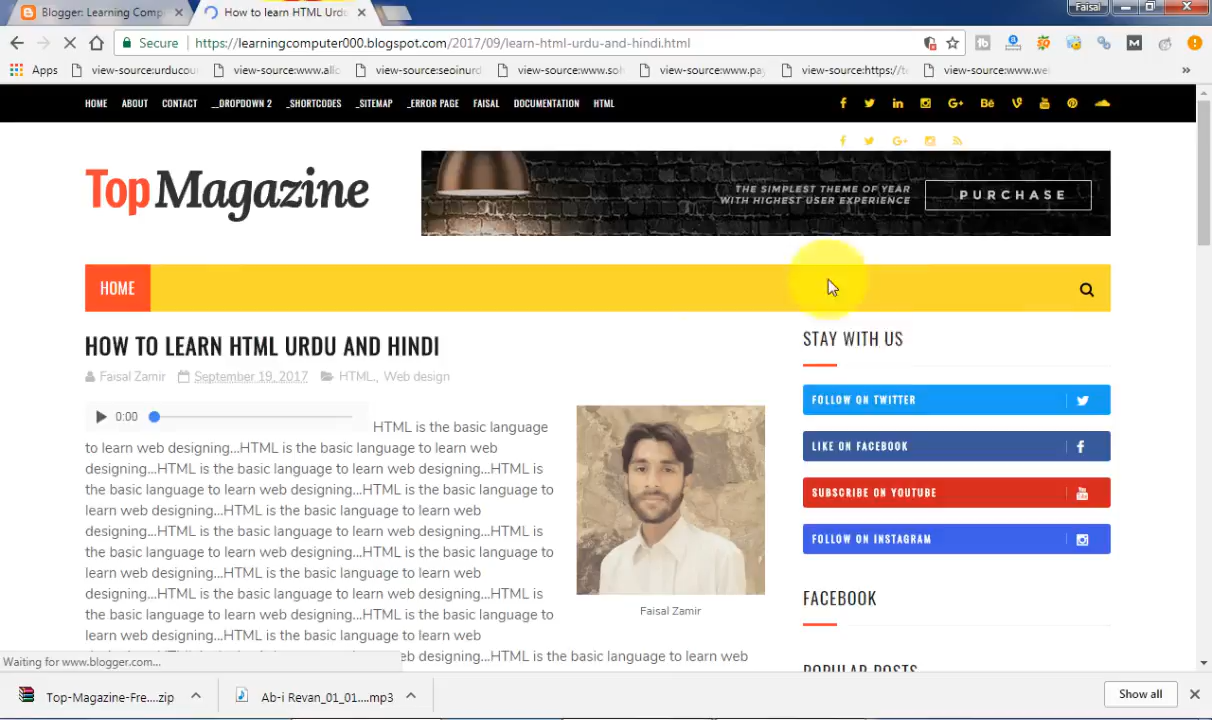 Blogger: Learning Comp
How to learn HTML Urdu
Faisal
Secure
https://learningcomputer000.blogspot.com/2017/09/learn-html-urdu-and-hindi.html
Apps
view-source:urducou
view-source:www.allo
view-source:seoinurd
view-source:www.soh
view-source:www.pay
view-source:https://t
view-source:www.we
HOME ABOUT CONTACT __DROPDOWN 2 _SHORTCODES _SITEMAP _ERROR PAGE FAISAL DOCUMENTATION HTML
TopMagazine
THE SIMPLEST THEME OF YEAR
WITH HIGHEST USER EXPERIENCE
PURCHASE
HOME
HOW TO LEARN HTML URDU AND HINDI
Faisal Zamir September 19, 2017 HTML,, Web design
0:00
HTML is the basic language
to learn web designing...HTML is the basic language to learn web
designing...HTML is the basic language to learn web designing...HTML is
the basic language to learn web designing...HTML is the basic language to
learn web designing...HTML is the basic language to learn web
designing...HTML is the basic language to learn web designing...HTML is
the basic language to learn web designing...HTML is the basic language to
learn web designing...HTML is the basic language to learn web
designing...HTML is the basic language to learn web designing...HTML is
the basic language to learn web designing...HTML is the basic language to
learn web designing...HTML is the basic language to learn web
eb designing...HTML is the basic language to learn web
Faisal Zamir
STAY WITH US
FOLLOW ON TWITTER
LIKE ON FACEBOOK
SUBSCRIBE ON YOUTUBE
FOLLOW ON INSTAGRAM
FACEBOOK
POPULAR POSTS
Waiting for www.blogger.com...
Top-Magazine-Fre....zip
Ab-i Revan_01_01....mp3
Show all